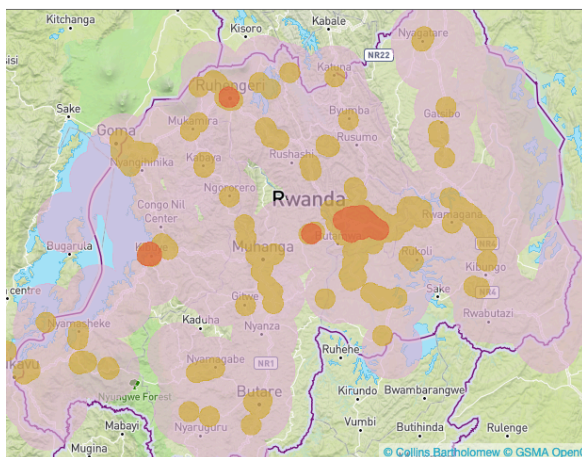 Kitchanga
Kisoro
Kabale
Nyagatare
NR22
Katuna
Ruhengeri
Sake
Mukamira
Byumba
Gatsibo
Goma
Rusumo
Nyangiminika
Kabaya
Rushashi
Ngororero
Rwanda
Congo Nil
Center
Rwamagana
Bugarula
Muhanga
NR4
Rukoli
Kibungo
a centre
Sake
NR4
Gitwe
Rwabutazi
Nyamasheke
Kaduha
Nyanza
Ruhehe
NR1
Nyamagabe
Nyungwe Forest
Butare
Kirundo
Bwambarangwe
Mabayi
Nyaruguru
Vumbi
Butihinda
Rulenge
Mugina
© Collins Bartholomew © GSMA Open